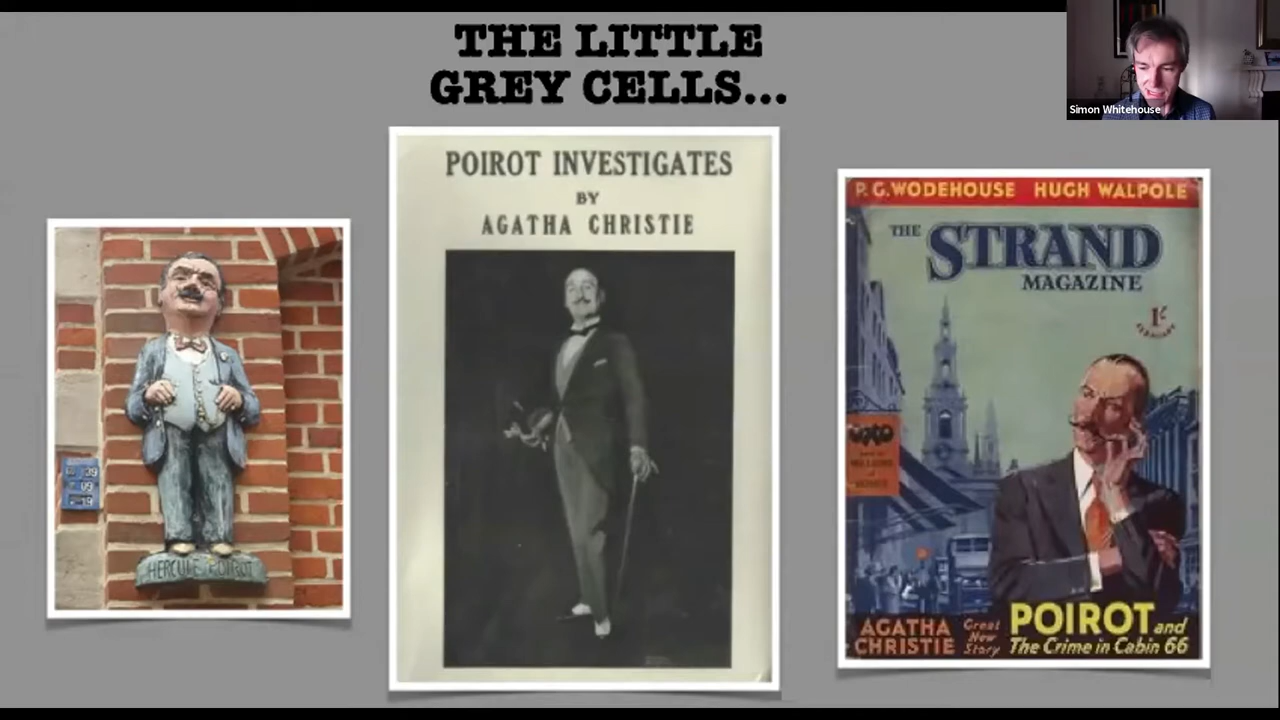 THE LITTLE
GREY CELLS...
Simon Whitehouse
HERCULE POIROT
POIROT INVESTIGATES
BY
AGATHA CHRISTIE
P. G. WODEHOUSE HUGH WALPOLE
THE STRAND
MAGAZINE
1/-
AGATHA
CHRISTIE
Great
New
Story
POIROT and
The Crime in Cabin 66